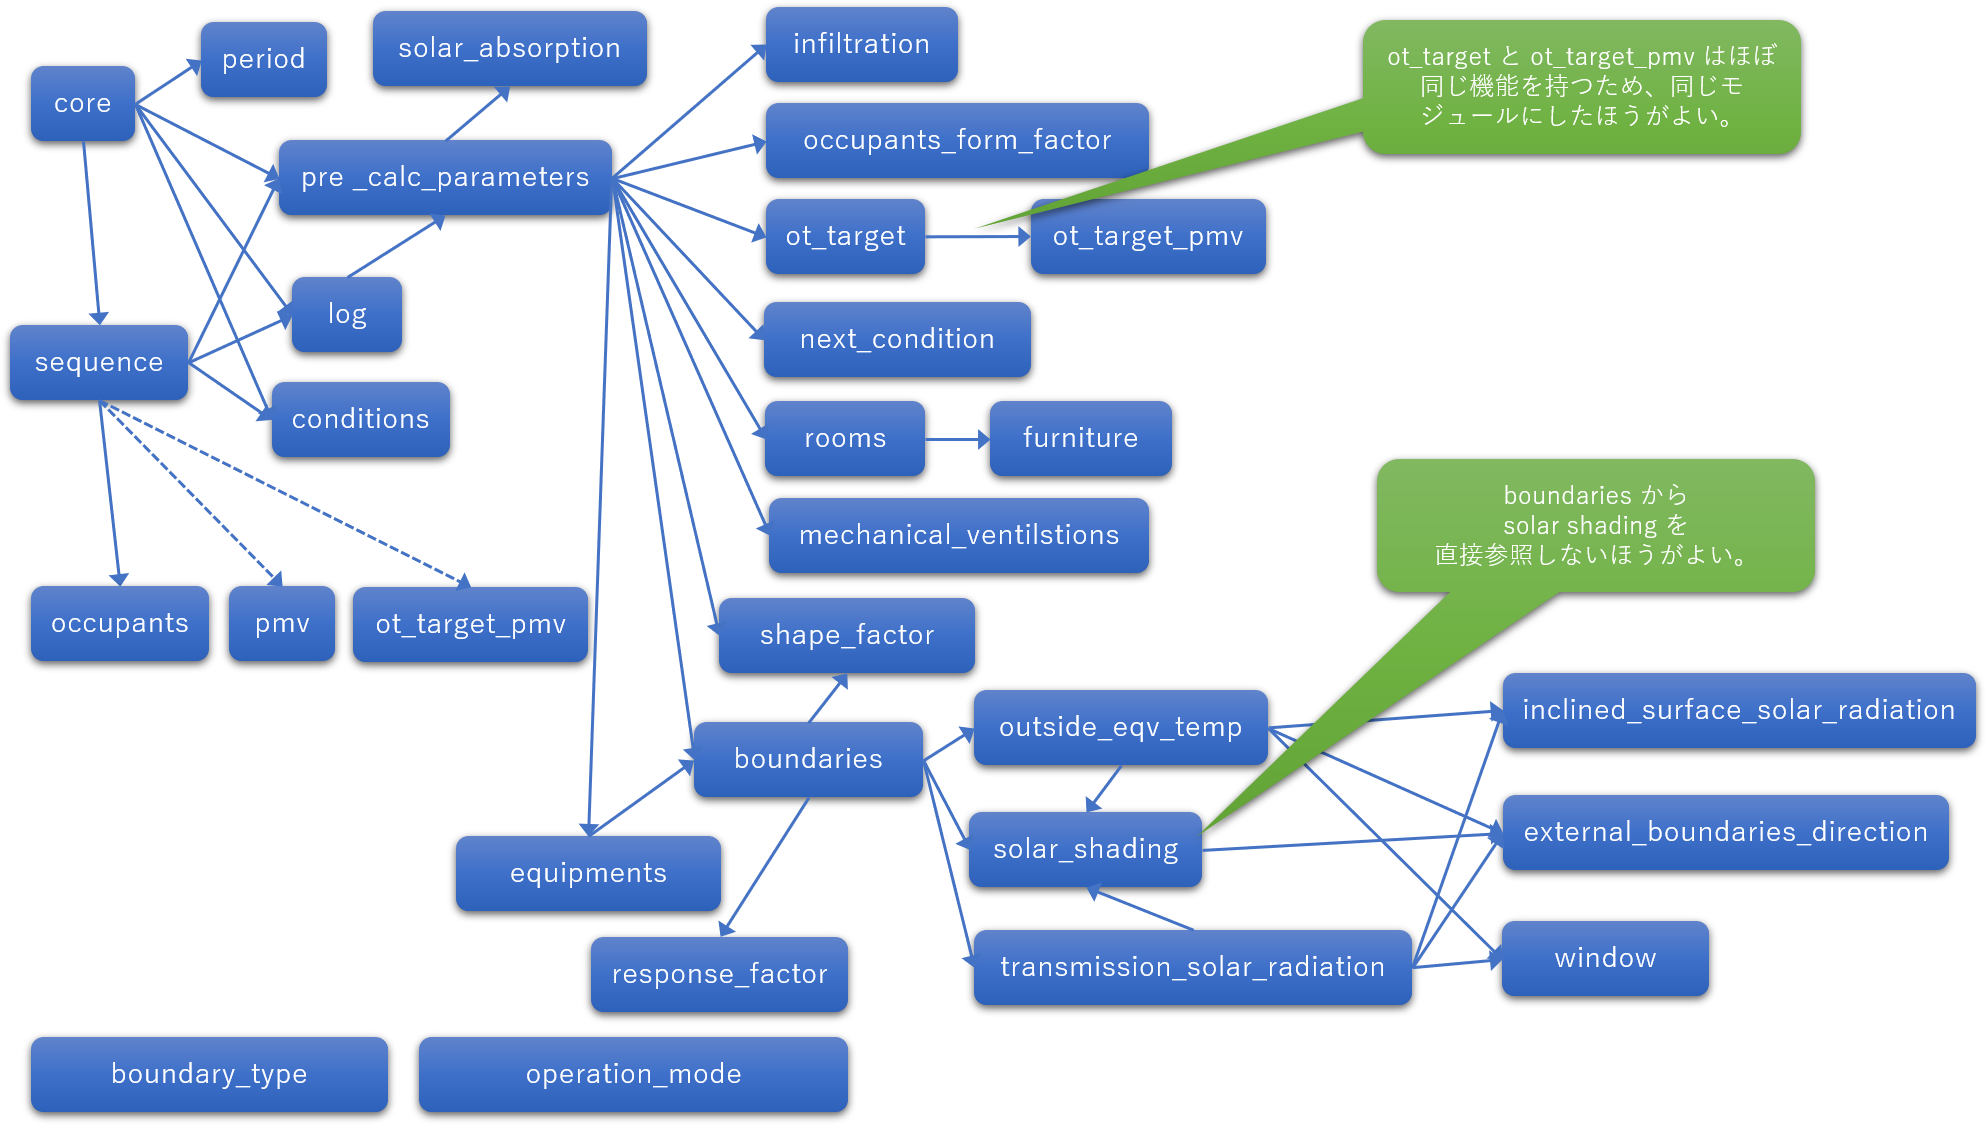 period
solar_absorption
infiltration
core
ot_target と ot_target_pmv はほぼ
同じ機能を持つため、同じモ
ジュールにしたほうがよい。
occupants_form_factor
pre _calc_parameters
ot_target
ot_target_pmv
log
next_condition
sequence
conditions
rooms
furniture
mechanical_ventilstions
boundaries から
solar shading を
直接参照しないほうがよい。
occupants
pmv
ot_target_pmv
shape_factor
outside_eqv_temp
inclined_surface_solar_radiation
boundaries
solar_shading
external_boundaries_direction
equipments
response_factor
transmission_solar_radiation
window
boundary_type
operation_mode